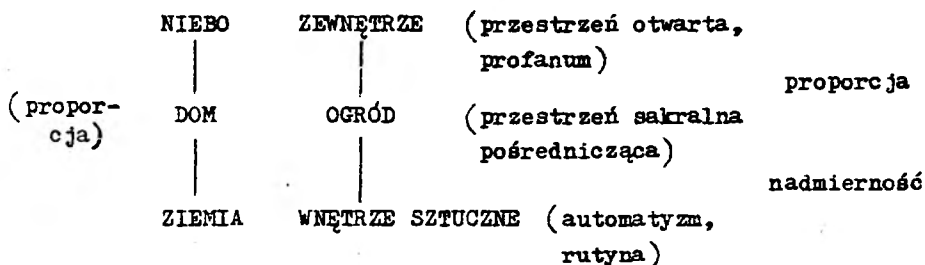 NIEBO ZEWNĘTRZE (przestrzeń otwarta,
profanum)
proporcja
(propor-
cja) DOM OGRÓD (przestrzeń sakralna
pośrednicząca)
nadmierność
ZIEMIA WNĘTRZE SZTUCZNE (automatyzm,
rutyna)